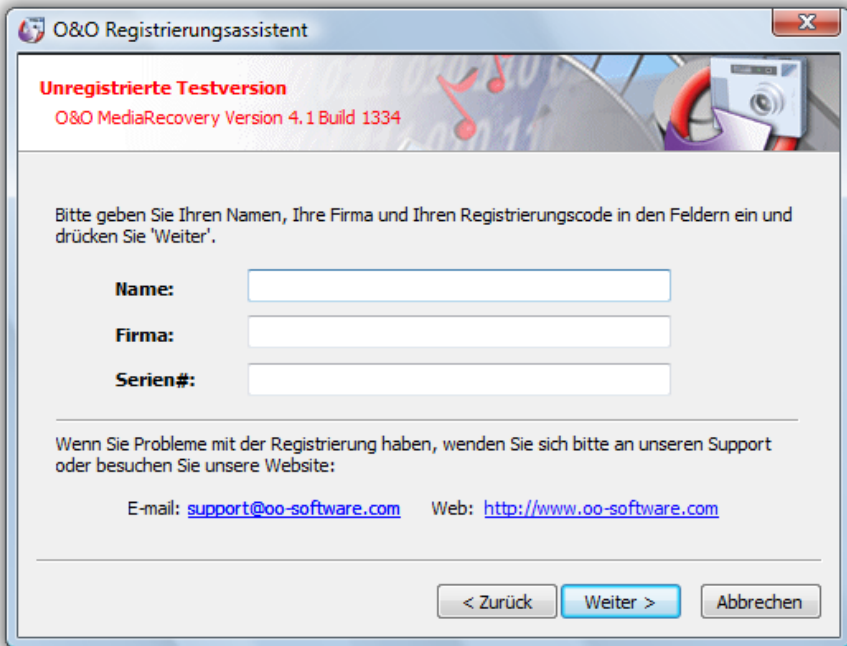 O&O Registrierungsassistent
Unregistrierte Testversion
O&O MediaRecovery Version 4.1 Build 1334
Bitte geben Sie Ihren Namen, Ihre Firma und Ihren Registrierungscode in den Feldern ein und
drücken Sie 'Weiter'.
Name:
Firma:
Serien#:
Wenn Sie Probleme mit der Registrierung haben, wenden Sie sich bitte an unseren Support
oder besuchen Sie unsere Website:
E-mail: support@oo-software.com Web: http://www.oo-software.com
< Zurück Weiter > Abbrechen